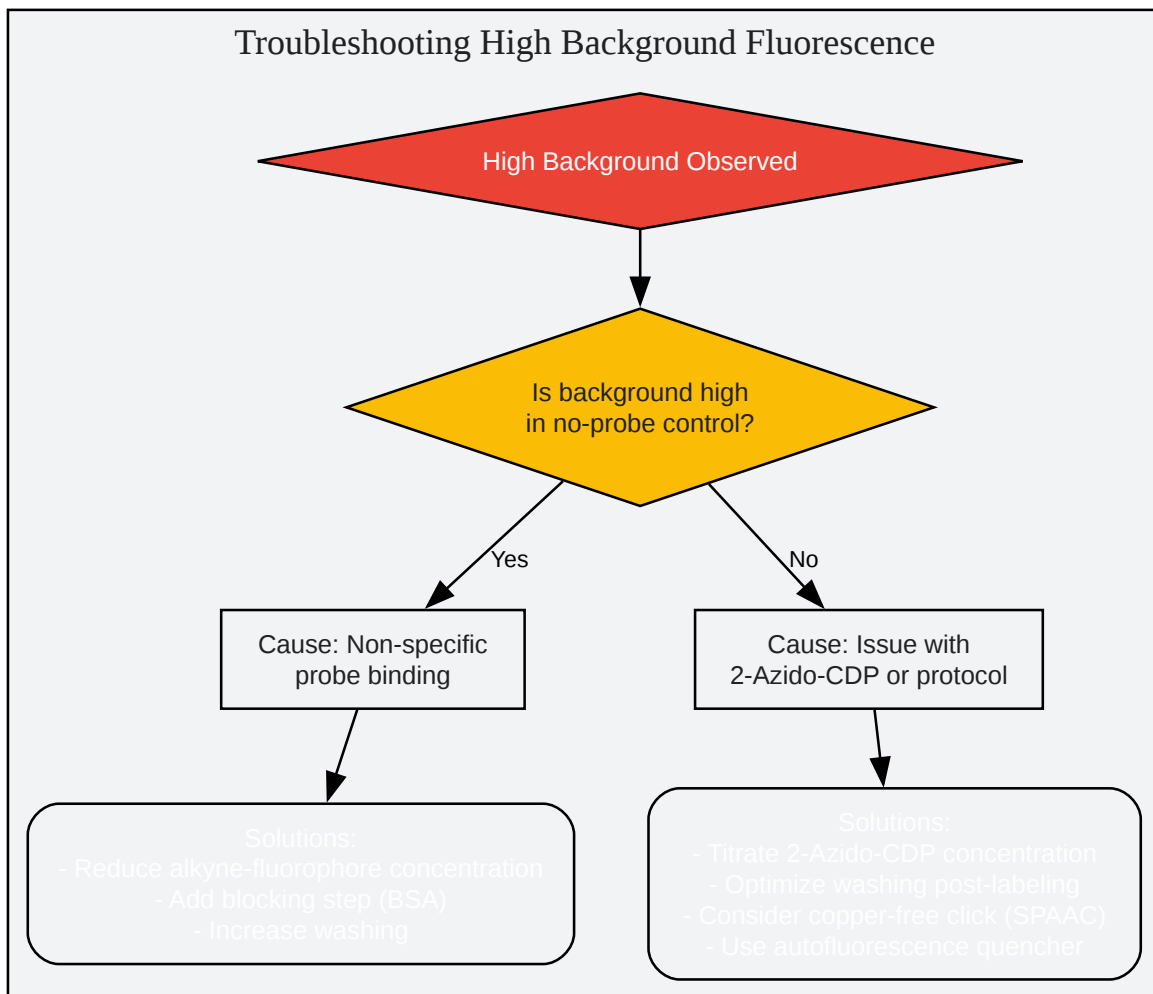 Troubleshooting High Background Fluorescence
High Background Observed
Is background high
in no-probe control?
Yes
No
Cause: Non-specific
probe binding
Cause: Issue with
2-Azido-CDP or protocol
Solutions:
- Reduce alkyne-fluorophore concentration
- Add blocking step (BSA)
- Increase washing
Solutions:
- Titrate 2-Azido-CDP concentration
- Optimize washing post-labeling
- Consider copper-free click (SPAAC)
- Use autofluorescence quencher